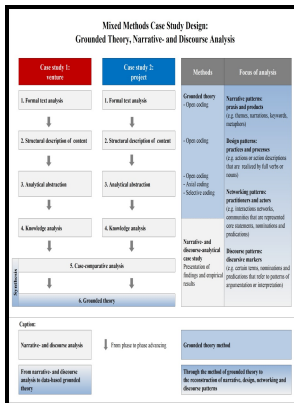 Mixed Methods Case Study Design:
Grounded Theory, Narrative- and Discourse Analysis
Case study 1:
venture
Case study 2:
project
Methods
Focus of analysis
1. Formal text analysis
1. Formal text analysis
Grounded theory
- Open coding
Narrative patterns:
praxis and products
(e.g. themes, narrations, keywords,
metaphors)
2. Structural description of content
2. Structural description of content
- Open coding
Design patterns:
practices and processes
(e.g. actions or action descriptions
that are realised by full verbs or
nouns)
3. Analytical abstraction
3. Analytical abstraction
- Open coding
- Axial coding
- Selective coding
Networking patterns:
practitioners and actors
(e.g. interactions networks,
communities that are represented
core statements, nominations and
predications)
4. Knowledge analysis
4. Knowledge analysis
Narrative- and
discourse-analytical
case study
Presentation of
findings and empirical
results
Discourse patterns:
discursive markers
(e.g. certain terms, nominations and
predications that refer to patterns of
argumentation or interpretation)
Synthesis
5. Case-comparative analysis
6. Grounded theory
Caption:
Narrative- and discourse analysis
From phase to phase advancing
Grounded theory method
From narrative- and discourse
analysis to data-based grounded
theory
Through the method of grounded theory to
the reconstruction of narrative, design, networking and
discourse patterns